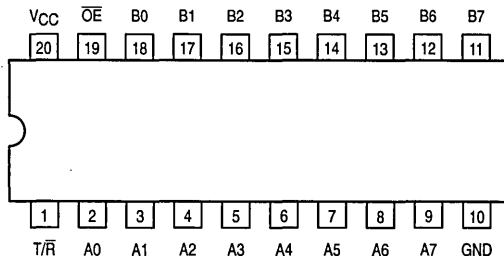 VCC OE B0 B1 B2 B3 B4 B5 B6 B7
20 19 18 17 16 15 14 13 12 11
1 2 3 4 5 6 7 8 9 10
T/R̅ A0 A1 A2 A3 A4 A5 A6 A7 GND